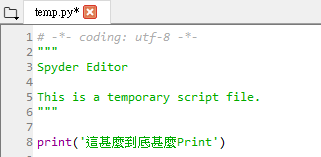 temp.py*
1 # -*- coding: utf-8 -*-
2 """
3 Spyder Editor
4
5 This is a temporary script file.
6 """
7
8 print('這甚麼到底甚麼Print')